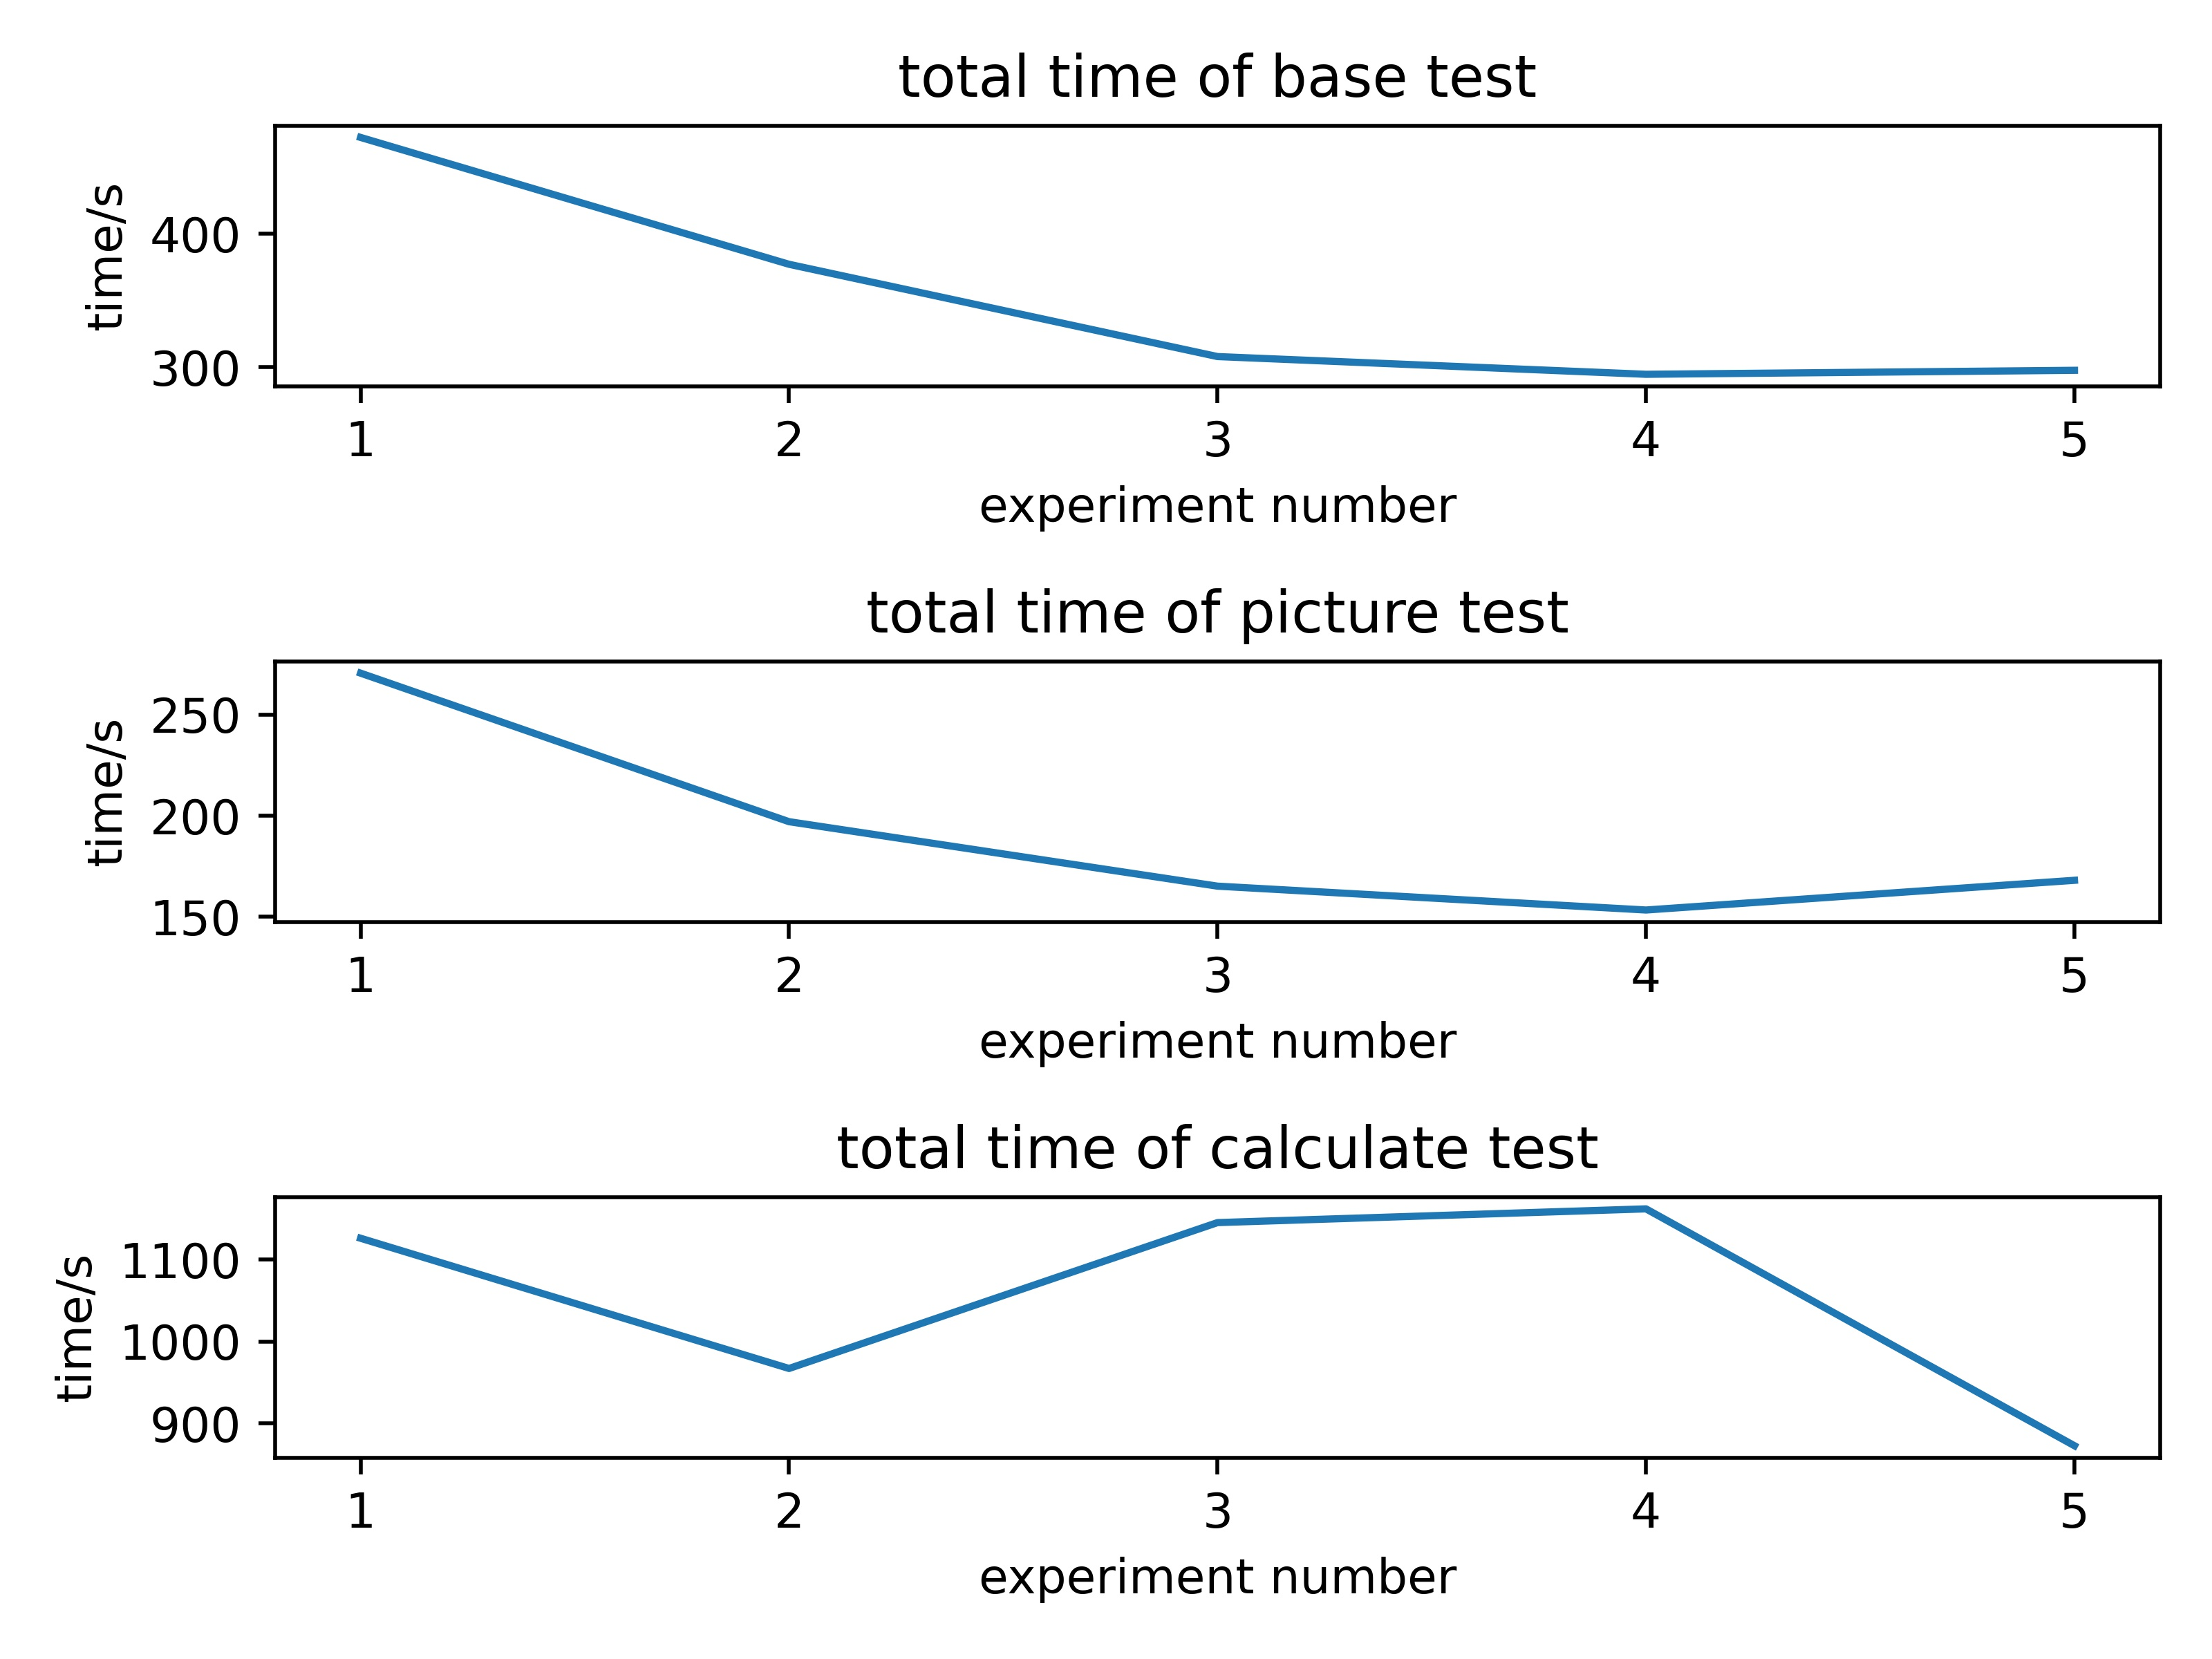 total time of base test
time/s
400
300
1 2 3 4 5
experiment number
total time of picture test
time/s
250
200
150
1 2 3 4 5
experiment number
total time of calculate test
time/s
1100
1000
900
1 2 3 4 5
experiment number